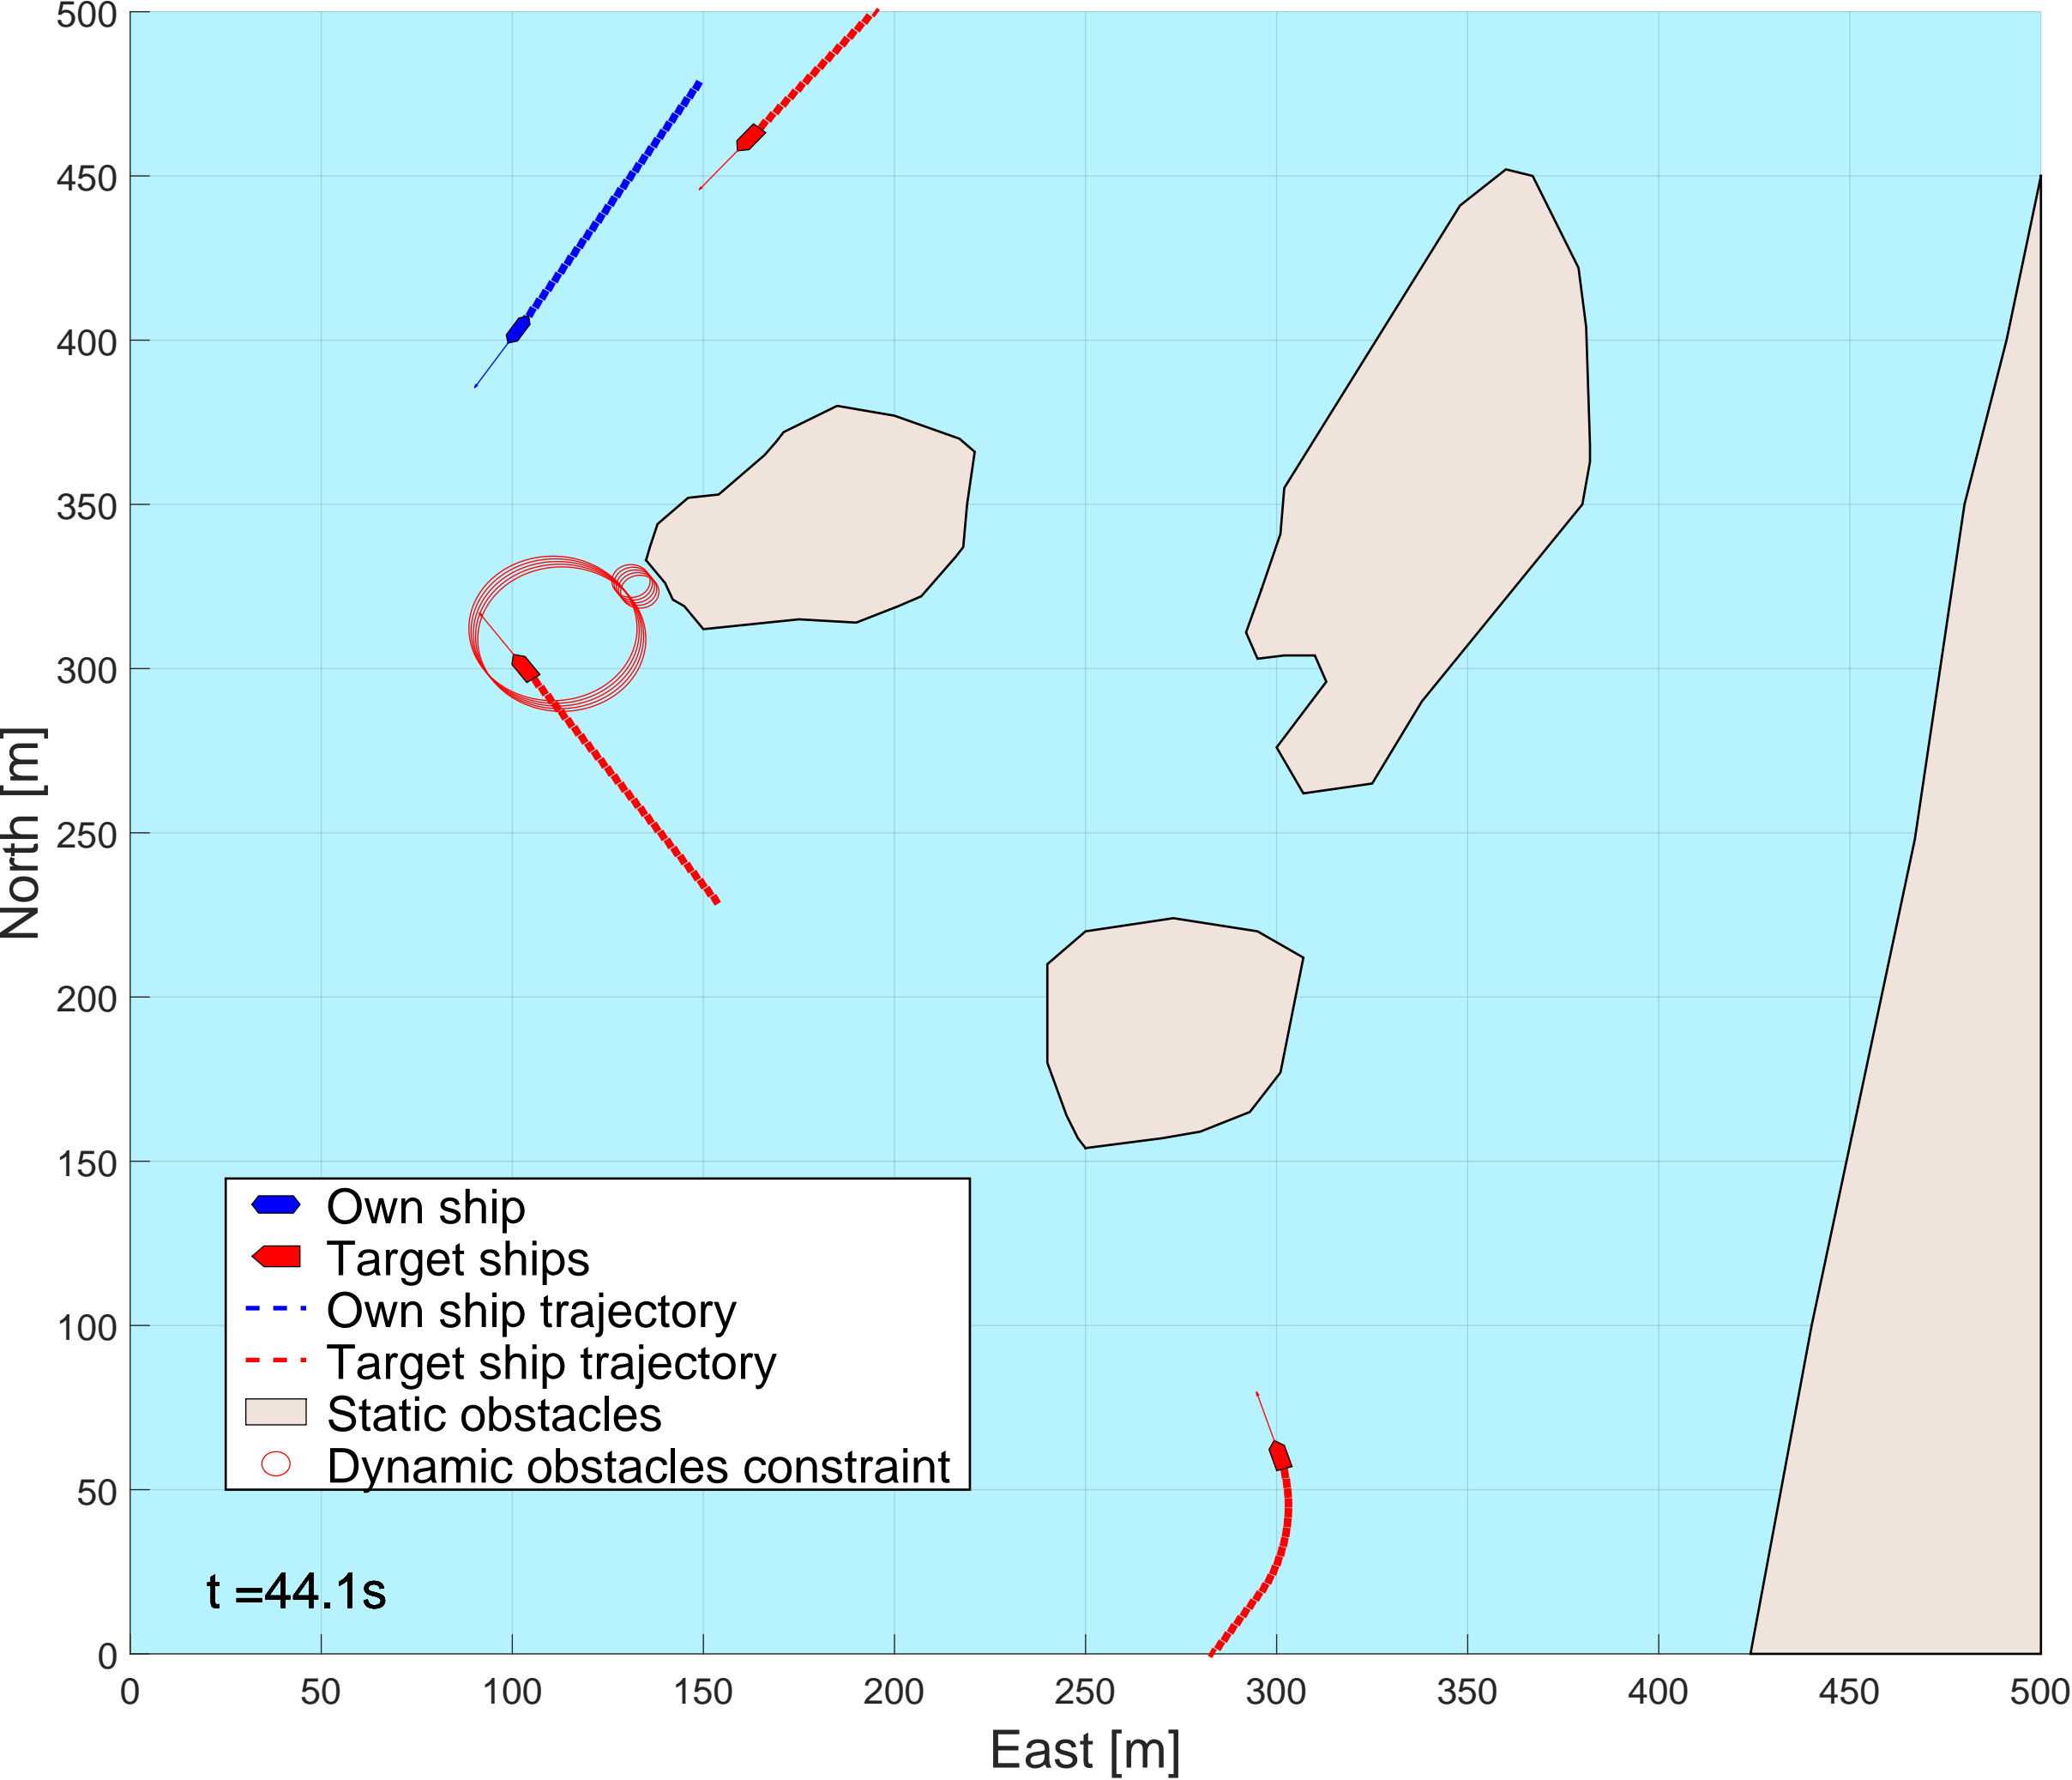 500
450
400
350
300
250
200
150
100
50
0
North [m]
Own ship
Target ships
Own ship trajectory
Target ship trajectory
Static obstacles
Dynamic obstacles constraint
t =44.1s
0 50 100 150 200 250 300 350 400 450 500
East [m]